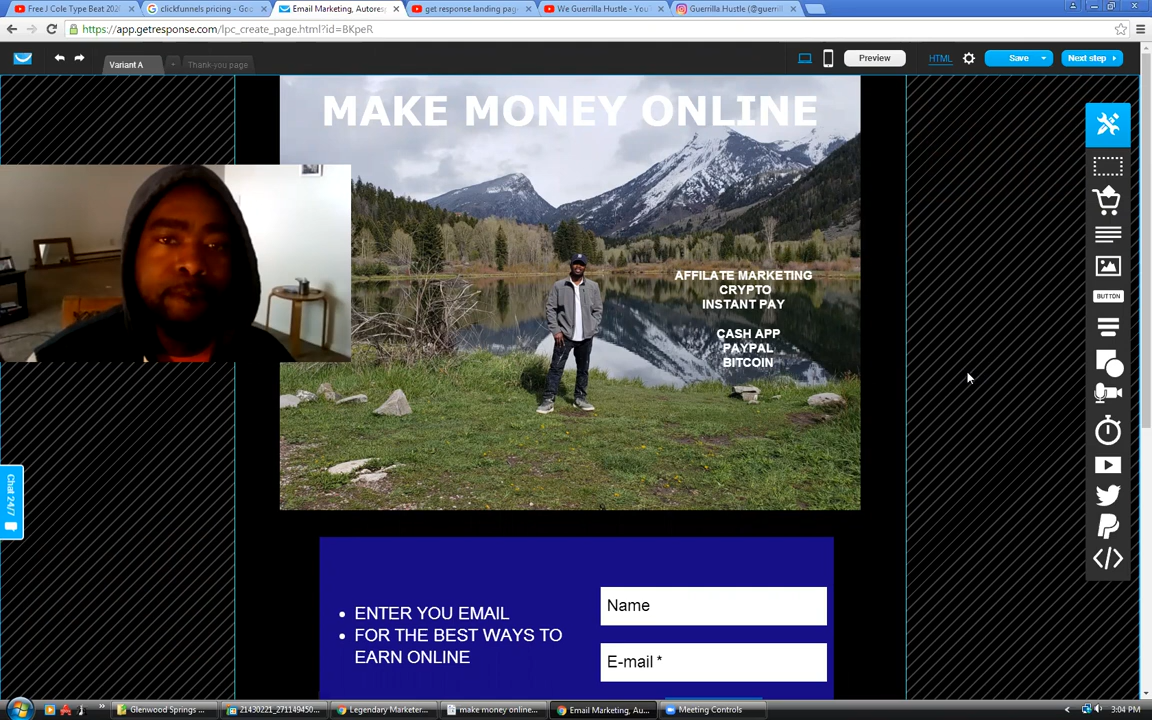 Free J Cole Type Beat 202
clickfunnels pricing - Goo
Email Marketing, Autores
get response landing page
We Guerrilla Hustle - You
Guerrilla Hustle (@guerri
https://app.getresponse.com/lpc_create_page.html?id=BKpeR
Variant A
Thank-you page
Preview
HTML
Save
Next step
MAKE MONEY ONLINE
AFFILATE MARKETING
CRYPTO
INSTANT PAY
CASH APP
PAYPAL
BITCOIN
BUTTON
Chat 24/7
ENTER YOU EMAIL
FOR THE BEST WAYS TO
EARN ONLINE
Name
E-mail *
Glenwood Springs ...
21430221_271149450...
Legendary Marketer...
make money online...
Email Marketing, Au...
Meeting Controls
3:04 PM